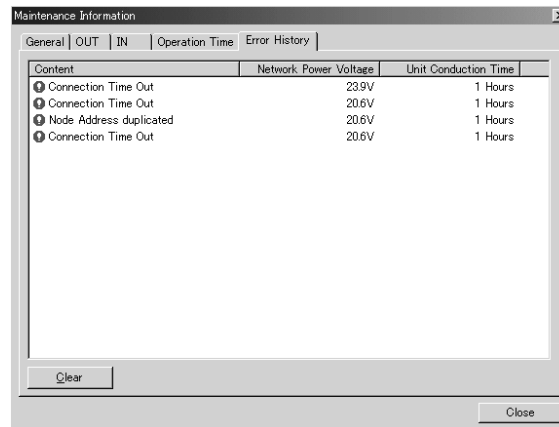 Maintenance Information
General OUT IN Operation Time Error History
Content Network Power Voltage Unit Conduction Time
Connection Time Out 23.9V 1 Hours
Connection Time Out 20.6V 1 Hours
Node Address duplicated 20.6V 1 Hours
Connection Time Out 20.6V 1 Hours
Clear
Close